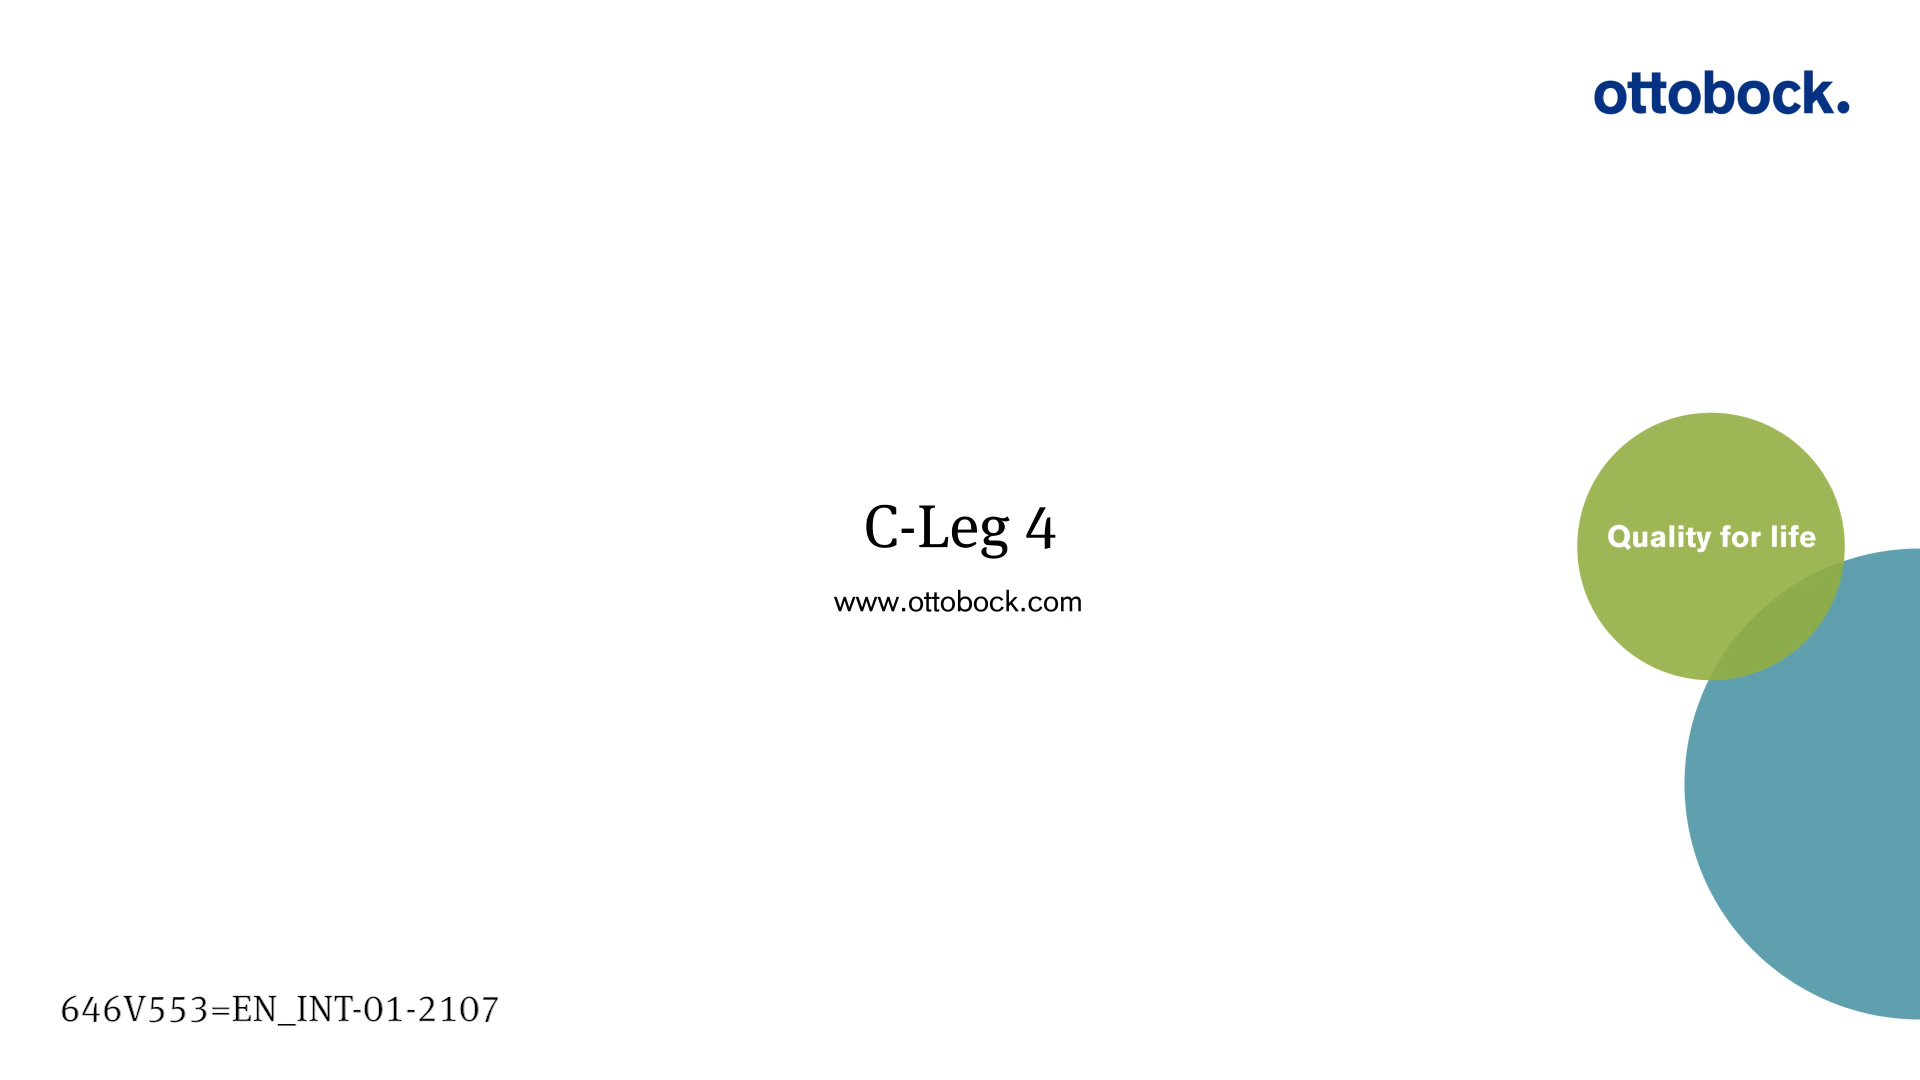 ottobock.
Quality for life
C-Leg 4
www.ottobock.com
646V553=EN_INT-01-2107